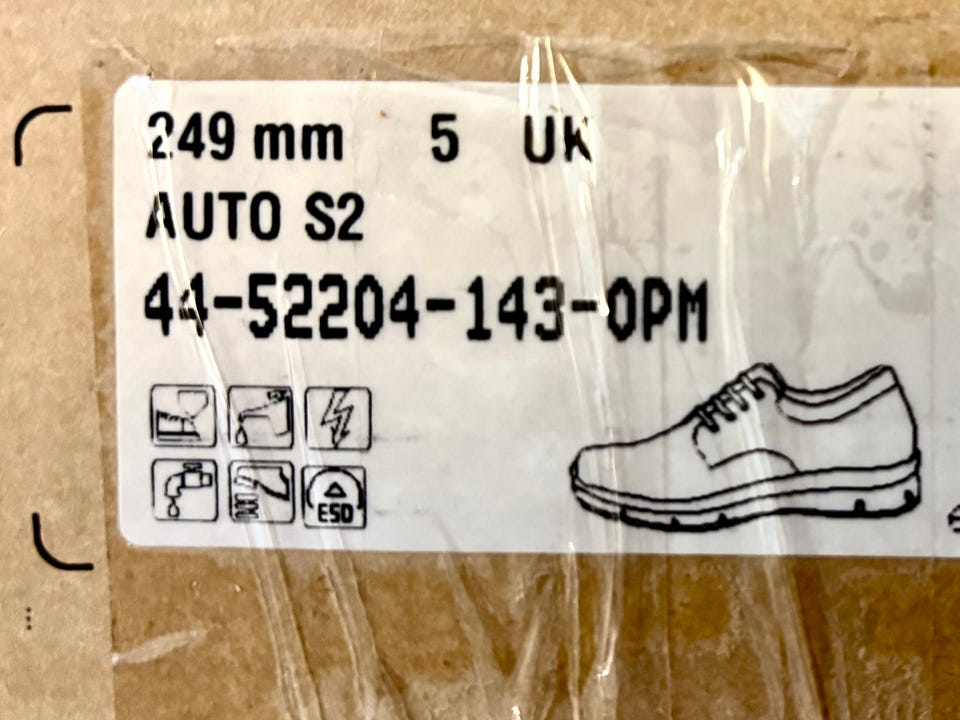 249 mm 5 UK
AUTO S2
44-52204-143-0PM
ESD